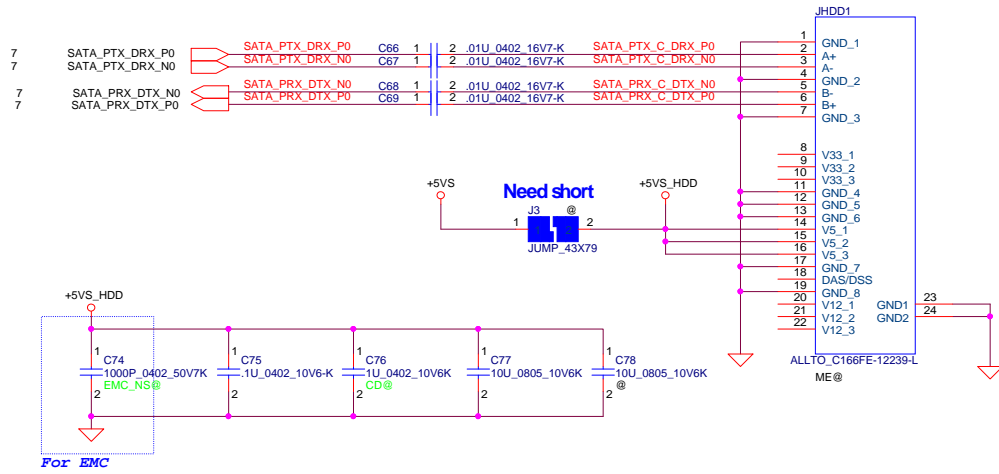 JHDD1
7 SATA_PTX_DRX_P0 SATA_PTX_DRX_P0 C66 1 2 .01U_0402_16V7-K SATA_PTX_C_DRX_P0
7 SATA_PTX_DRX_N0 SATA_PTX_DRX_N0 C67 1 2 .01U_0402_16V7-K SATA_PTX_C_DRX_N0
7 SATA_PRX_DTX_N0 SATA_PRX_DTX_N0 C68 1 2 .01U_0402_16V7-K SATA_PRX_C_DTX_N0
7 SATA_PRX_DTX_P0 SATA_PRX_DTX_P0 C69 1 2 .01U_0402_16V7-K SATA_PRX_C_DTX_P0
1 GND_1
2 A+
3 A-
4 GND_2
5 B-
6 B+
7 GND_3
8 V33_1
9 V33_2
10 V33_3
11 GND_4
12 GND_5
13 GND_6
14 V5_1
15 V5_2
16 V5_3
17 GND_7
18 DAS/DSS
19 GND_8
20 V12_1
21 V12_2
22 V12_3
GND1 23
GND2 24
ALLTO_C166FE-12239-L
ME@
+5VS
Need short
+5VS_HDD
J3 @
1 1 2 2
JUMP_43X79
+5VS_HDD
1 C74 1000P_0402_50V7K EMC_NS@ 2
1 C75 .1U_0402_10V6-K 2
1 C76 1U_0402_10V6K CD@ 2
1 C77 10U_0805_10V6K 2
1 C78 10U_0805_10V6K @ 2
For EMC